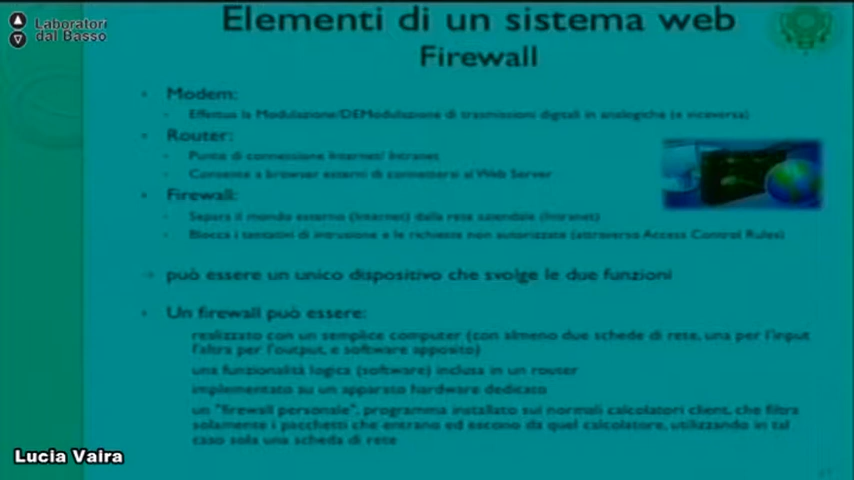 Laboratori
dal Basso
Elementi di un sistema web
Firewall
Modem:
Effettua la Modulazione/DEModulazione di trasmissioni digitali in analogiche (e viceversa)
Router:
Punto di connessione Internet/ Intranet
Consente a browser esterni di connettersi al Web Server
Firewall:
Separa il mondo esterno (Internet) dalla rete aziendale (Intranet)
Blocca i tentativi di intrusione e le richieste non autorizzate (attraverso Access Control Rules)
può essere un unico dispositivo che svolge le due funzioni
Un firewall può essere:
realizzato con un semplice computer (con almeno due schede di rete, una per l'input
l'altra per l'output, e software apposito)
una funzionalità logica (software) inclusa in un router
implementato su un apparato hardware dedicato
un "firewall personale", programma installato sui normali calcolatori client, che filtra
solamente i pacchetti che entrano ed escono da quel calcolatore, utilizzando in tal
caso sola una scheda di rete
Lucia Vaira